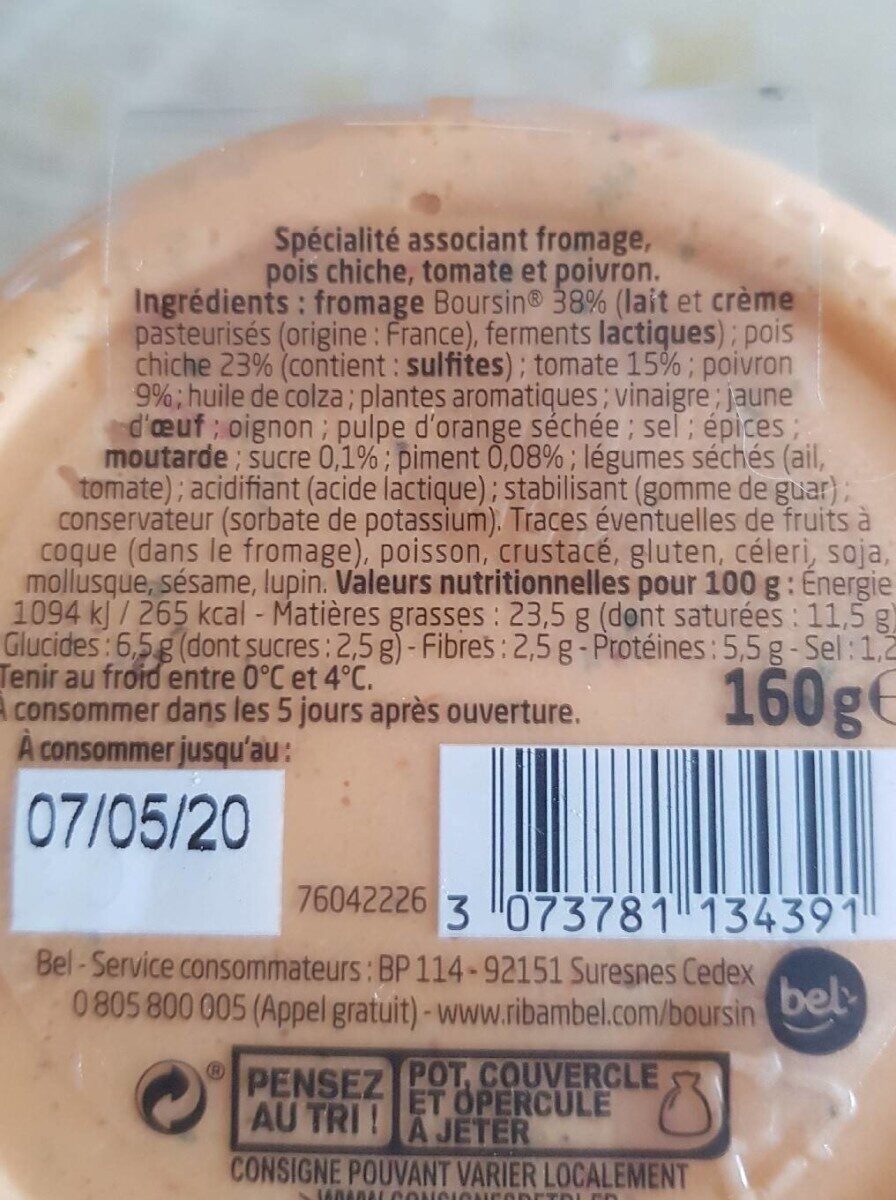 Spécialité associant fromage,
pois chiche, tomate et poivron.
Ingrédients : fromage Boursin® 38% (lait et crème
pasteurisés (origine : France), ferments lactiques) ; pois
chiche 23% (contient : sulfites) ; tomate 15% ; poivron
9% ; huile de colza ; plantes aromatiques ; vinaigre ; jaune
d'œuf ; oignon ; pulpe d'orange séchée ; sel ; épices ;
moutarde ; sucre 0,1% ; piment 0,08% ; légumes séchés (ail,
tomate) ; acidifiant (acide lactique) ; stabilisant (gomme de guar) ;
conservateur (sorbate de potassium). Traces éventuelles de fruits à
coque (dans le fromage), poisson, crustacé, gluten, céleri, soja,
mollusque, sésame, lupin. Valeurs nutritionnelles pour 100 g : Énergie
1094 kJ / 265 kcal - Matières grasses : 23,5 g (dont saturées : 11,5 g)
Glucides : 6,5 g (dont sucres : 2,5 g) - Fibres : 2,5 g - Protéines : 5,5 g - Sel : 1,2
Tenir au froid entre 0°C et 4°C.
À consommer dans les 5 jours après ouverture.
160g e
À consommer jusqu'au :
07/05/20
76042226
3 073781 134391
Bel - Service consommateurs : BP 114 - 92151 Suresnes Cedex
0 805 800 005 (Appel gratuit) - www.ribambel.com/boursin
bel
PENSEZ AU TRI !
POT, COUVERCLE
ET OPERCULE
À JETER
CONSIGNE POUVANT VARIER LOCALEMENT